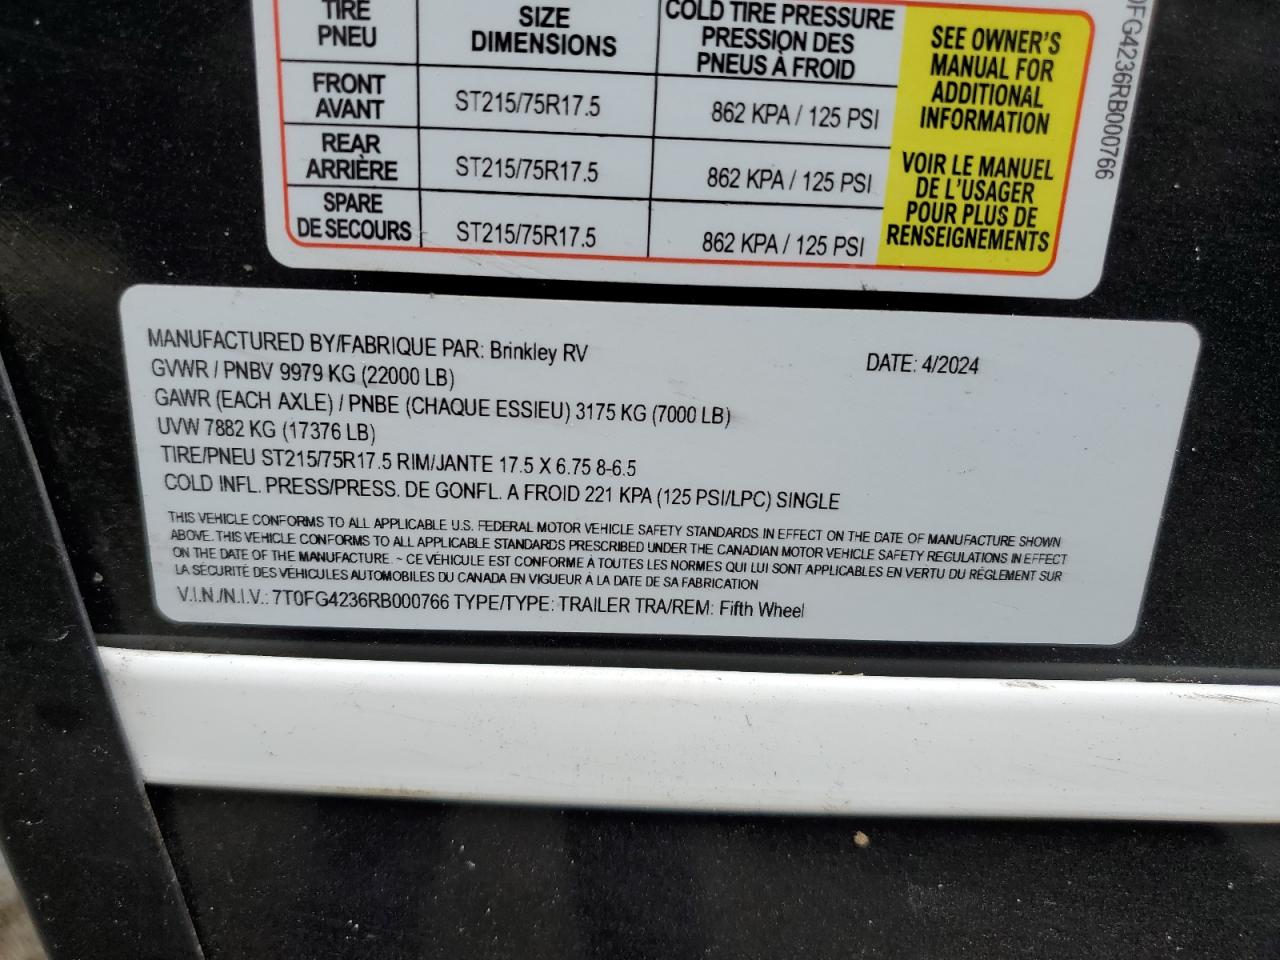 TIRE
PNEU
SIZE
DIMENSIONS
COLD TIRE PRESSURE
PRESSION DES
PNEUS À FROID
FRONT
AVANT
ST215/75R17.5
862 KPA / 125 PSI
REAR
ARRIÈRE
ST215/75R17.5
862 KPA / 125 PSI
SPARE
DE SECOURS
ST215/75R17.5
862 KPA / 125 PSI
SEE OWNER'S
MANUAL FOR
ADDITIONAL
INFORMATION
VOIR LE MANUEL
DE L'USAGER
POUR PLUS DE
RENSEIGNEMENTS
0FG4236RB000766
MANUFACTURED BY/FABRIQUE PAR: Brinkley RV
DATE: 4/2024
GVWR / PNBV 9979 KG (22000 LB)
GAWR (EACH AXLE) / PNBE (CHAQUE ESSIEU) 3175 KG (7000 LB)
UVW 7882 KG (17376 LB)
TIRE/PNEU ST215/75R17.5 RIM/JANTE 17.5 X 6.75 8-6.5
COLD INFL. PRESS/PRESS. DE GONFL. A FROID 221 KPA (125 PSI/LPC) SINGLE
THIS VEHICLE CONFORMS TO ALL APPLICABLE U.S. FEDERAL MOTOR VEHICLE SAFETY STANDARDS IN EFFECT ON THE DATE OF MANUFACTURE SHOWN
ABOVE. THIS VEHICLE CONFORMS TO ALL APPLICABLE STANDARDS PRESCRIBED UNDER THE CANADIAN MOTOR VEHICLE SAFETY REGULATIONS IN EFFECT
ON THE DATE OF THE MANUFACTURE. ~ CE VÉHICULE EST CONFORME À TOUTES LES NORMES QUI LUI SONT APPLICABLES EN VERTU DU RÉGLEMENT SUR
LA SÉCURITÉ DES VÉHICULES AUTOMOBILES DU CANADA EN VIGUEUR À LA DATE DE SA FABRICATION
V.I.N./N.I.V.: 7T0FG4236RB000766 TYPE/TYPE: TRAILER TRA/REM: Fifth Wheel